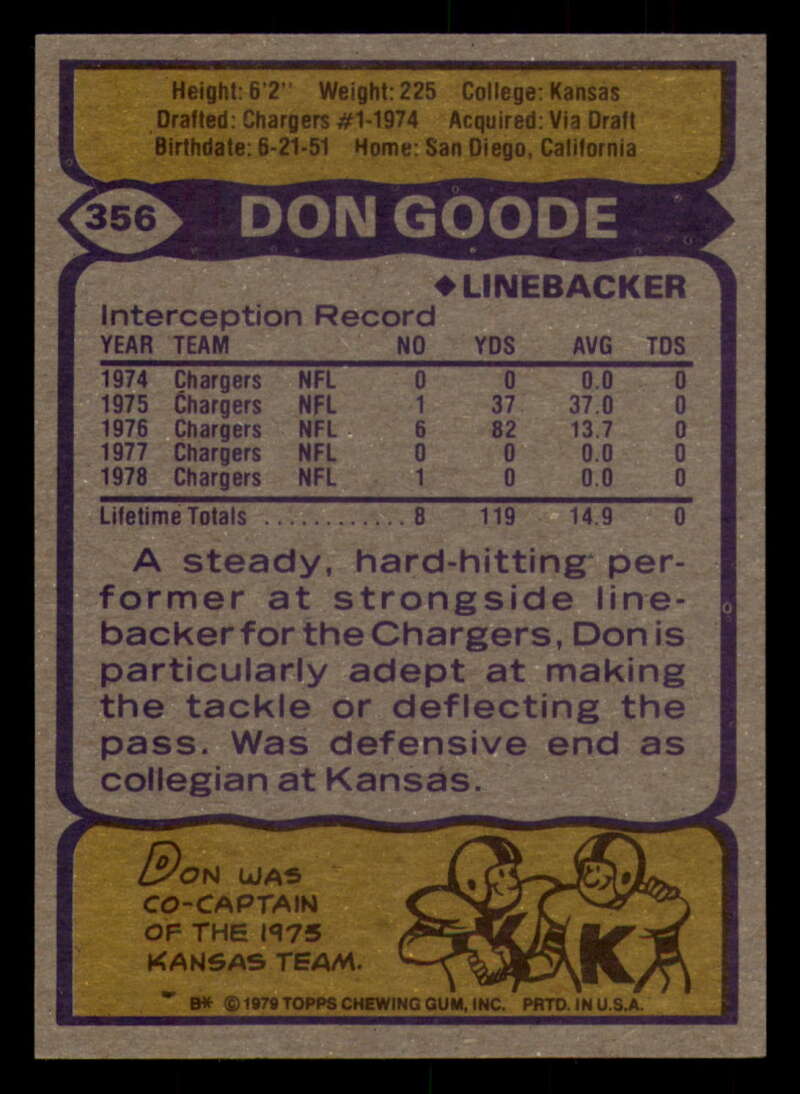 Height: 6'2" Weight: 225 College: Kansas
Drafted: Chargers #1-1974 Acquired: Via Draft
Birthdate: 6-21-51 Home: San Diego, California
356 DON GOODE
◆LINEBACKER
Interception Record
YEAR TEAM NO YDS AVG TDS
1974 Chargers NFL 0 0 0.0 0
1975 Chargers NFL 1 37 37.0 0
1976 Chargers NFL 6 82 13.7 0
1977 Chargers NFL 0 0 0.0 0
1978 Chargers NFL 1 0 0.0 0
Lifetime Totals ............ 8 119 14.9 0
A steady, hard-hitting per-
former at strongside line-
backer for the Chargers, Don is
particularly adept at making
the tackle or deflecting the
pass. Was defensive end as
collegian at Kansas.
DON WAS
CO-CAPTAIN
OF THE 1973
KANSAS TEAM.
K K
B* © 1979 TOPPS CHEWING GUM, INC. PRTD. IN U.S.A.